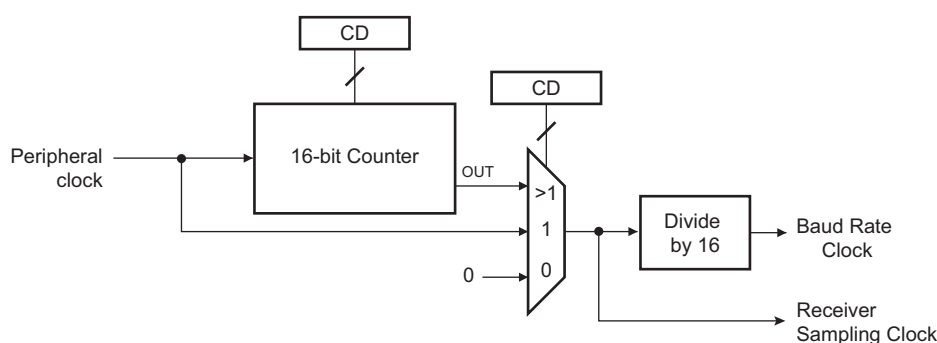 CD
CD
Peripheral
clock
16-bit Counter
OUT
>1
1
0
0
Divide
by 16
Baud Rate
Clock
Receiver
Sampling Clock